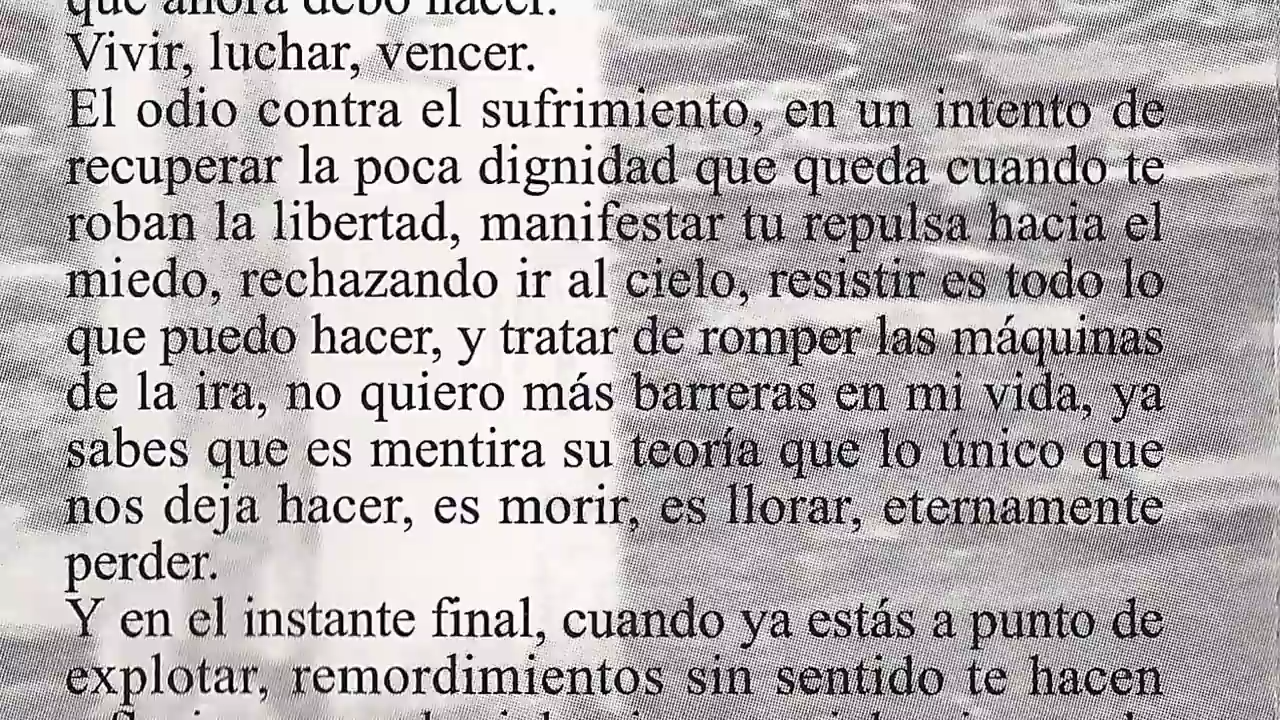 que ahora debo hacer.
Vivir, luchar, vencer.
El odio contra el sufrimiento, en un intento de
recuperar la poca dignidad que queda cuando te
roban la libertad, manifestar tu repulsa hacia el
miedo, rechazando ir al cielo, resistir es todo lo
que puedo hacer, y tratar de romper las máquinas
de la ira, no quiero más barreras en mi vida, ya
sabes que es mentira su teoría que lo único que
nos deja hacer, es morir, es llorar, eternamente
perder.
Y en el instante final, cuando ya estás a punto de
explotar, remordimientos sin sentido te hacen